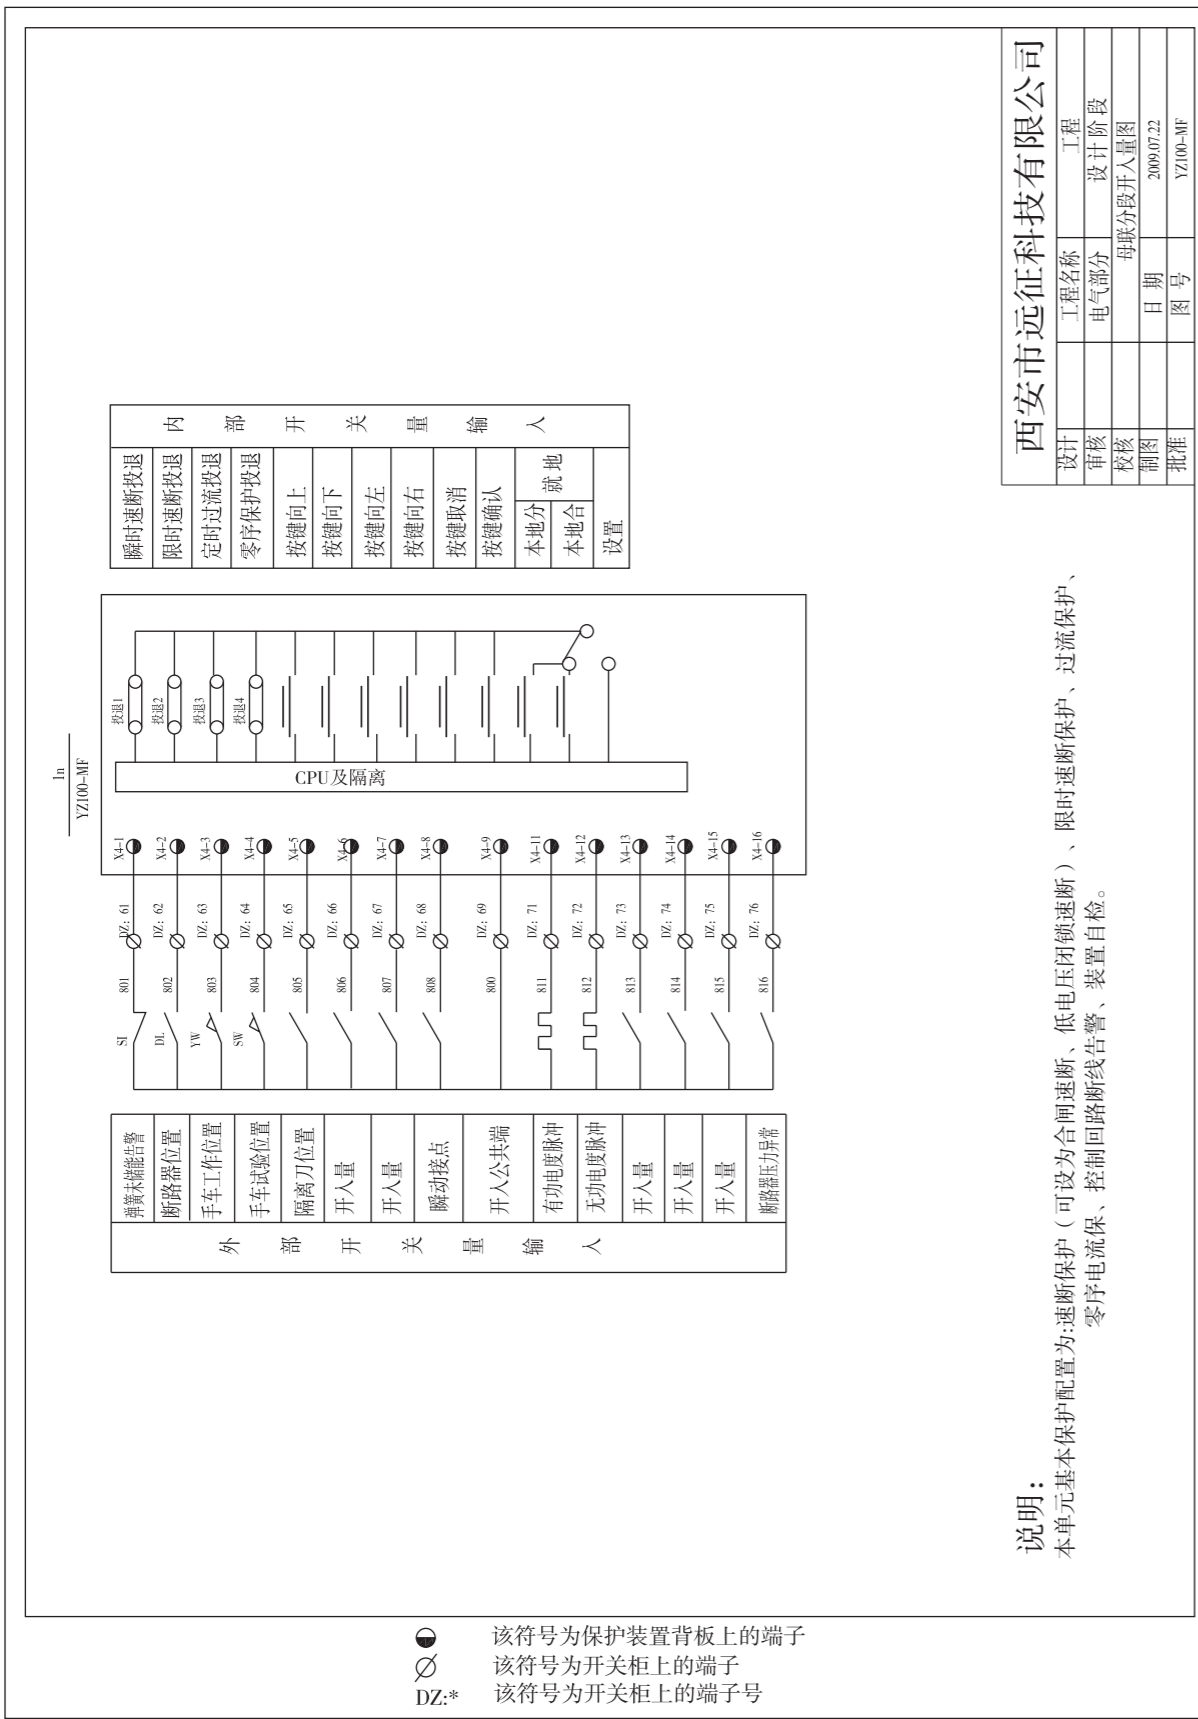 1n
YZ100-MF
弹簧未储能告警
断路器位置
手车工作位置
手车试验位置
隔离刀位置
开入量
开入量
瞬动接点
开入公共端
有功电度脉冲
无功电度脉冲
开入量
开入量
开入量
断路器压力异常
外部开关量输入
SI
DL
YW
SW
801
802
803
804
805
806
807
808
800
811
812
813
814
815
816
DZ: 61
DZ: 62
DZ: 63
DZ: 64
DZ: 65
DZ: 66
DZ: 67
DZ: 68
DZ: 69
DZ: 71
DZ: 72
DZ: 73
DZ: 74
DZ: 75
DZ: 76
X4-1
X4-2
X4-3
X4-4
X4-5
X4-6
X4-7
X4-8
X4-9
X4-11
X4-12
X4-13
X4-14
X4-15
X4-16
CPU及隔离
投退1
投退2
投退3
投退4
瞬时速断投退
限时速断投退
定时过流投退
零序保护投退
按键向上
按键向下
按键向左
按键向右
按键取消
按键确认
本地分
本地合
就地
设置
内部开关量输入
说明：
本单元基本保护配置为:速断保护（可设为合闸速断、低电压闭锁速断）、限时速断保护、过流保护、
零序电流保、控制回路断线告警、装置自检。
西安市远征科技有限公司
设计 工程名称 工程
审核 电气部分 设计阶段
校核 母联分段开入量图
制图 日期 2009.07.22
批准 图号 YZ100-MF
该符号为保护装置背板上的端子
该符号为开关柜上的端子
DZ:* 该符号为开关柜上的端子号